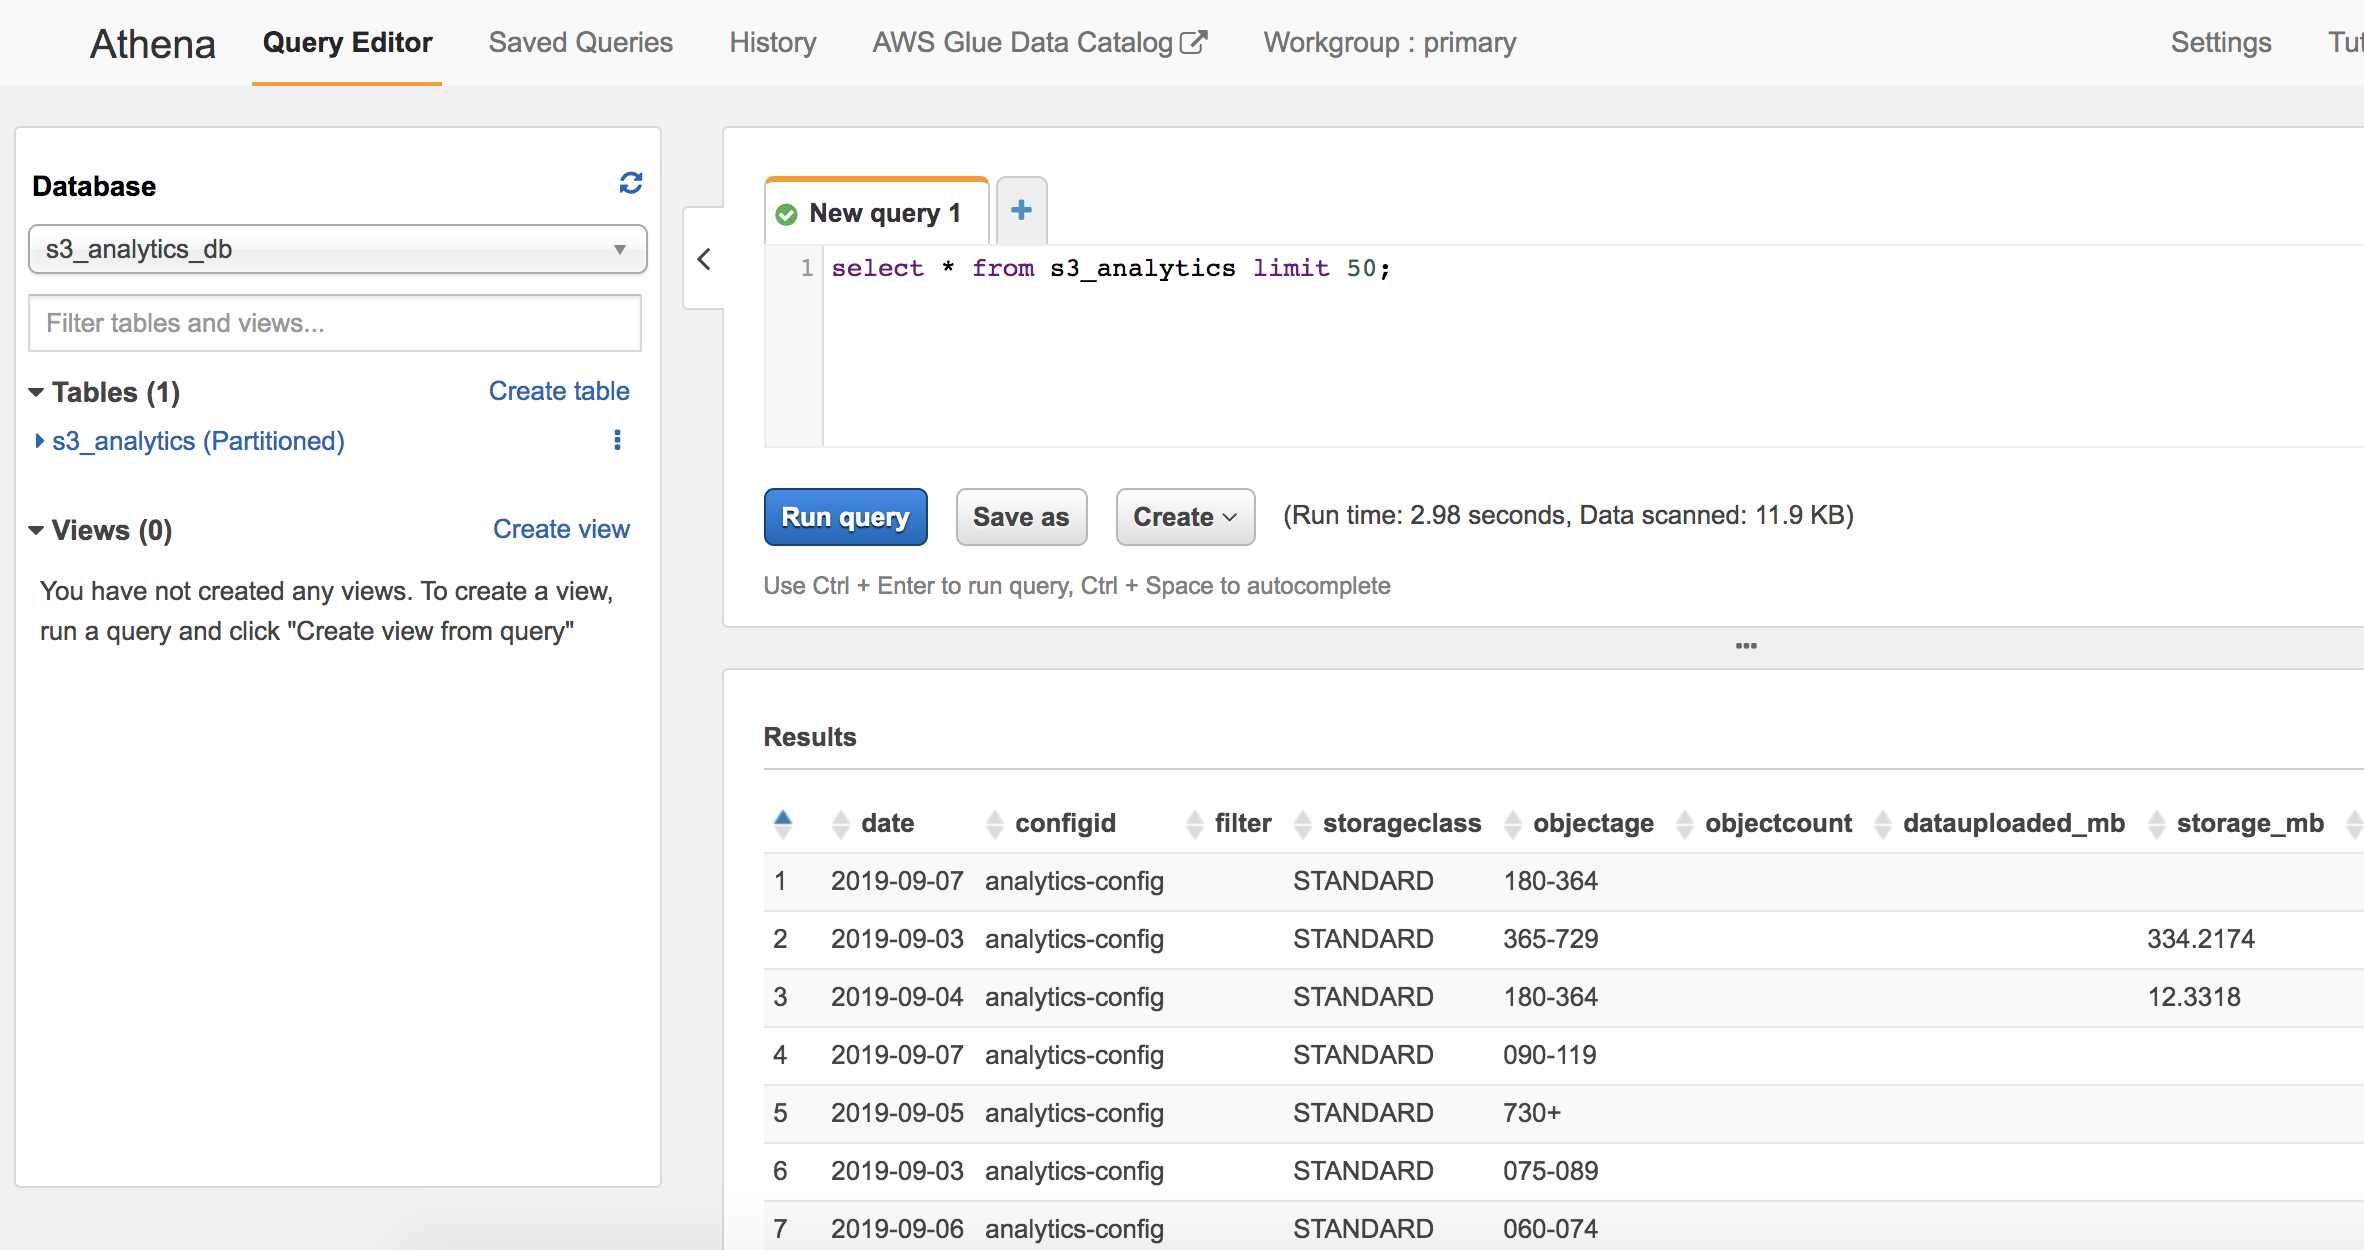 Athena Query Editor Saved Queries History AWS Glue Data Catalog Workgroup : primary Settings
Database
s3_analytics_db
Filter tables and views...
Tables (1) Create table
s3_analytics (Partitioned)
Views (0) Create view
You have not created any views. To create a view,
run a query and click "Create view from query"
New query 1
1 select * from s3_analytics limit 50;
Run query Save as Create (Run time: 2.98 seconds, Data scanned: 11.9 KB)
Use Ctrl + Enter to run query, Ctrl + Space to autocomplete
Results
date configid filter storageclass objectage objectcount datauploaded_mb storage_mb
1 2019-09-07 analytics-config STANDARD 180-364
2 2019-09-03 analytics-config STANDARD 365-729 334.2174
3 2019-09-04 analytics-config STANDARD 180-364 12.3318
4 2019-09-07 analytics-config STANDARD 090-119
5 2019-09-05 analytics-config STANDARD 730+
6 2019-09-03 analytics-config STANDARD 075-089
7 2019-09-06 analytics-config STANDARD 060-074